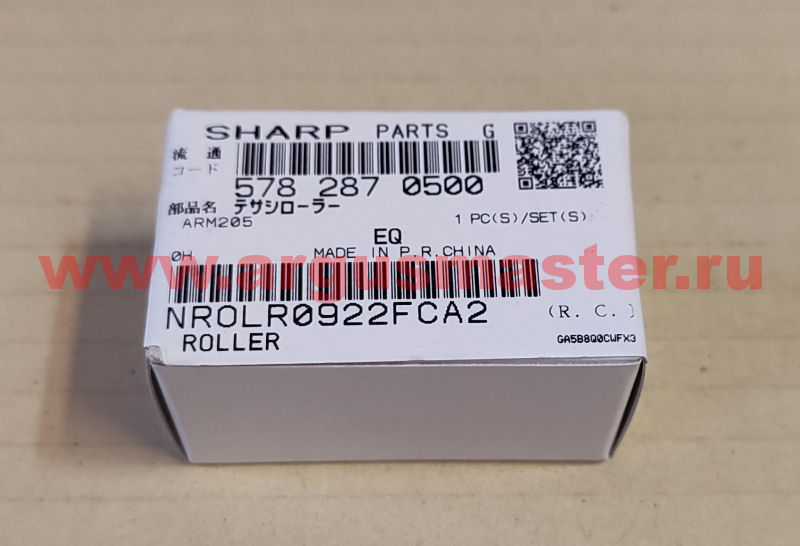 SHARP PARTS G
流通
コード
578 287 0500
部品名 テサシローラー
ARM205 1 PC(S)/SET(S)
EQ
0H MADE IN P.R.CHINA
www.argusmaster.ru
NROLR0922FCA2 (R. C.)
ROLLER GA5B8Q0CWFX3